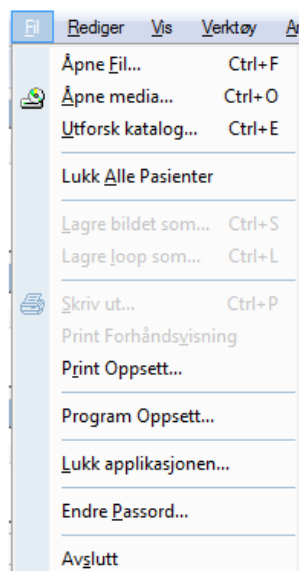 Fil Rediger Vis Verktøy
Åpne Fil... Ctrl+F
Åpne media... Ctrl+O
Utforsk katalog... Ctrl+E
Lukk Alle Pasienter
Lagre bildet som... Ctrl+S
Lagre loop som... Ctrl+L
Skriv ut... Ctrl+P
Print Forhåndsvisning
Print Oppsett...
Program Oppsett...
Lukk applikasjonen...
Endre Passord...
Avslutt